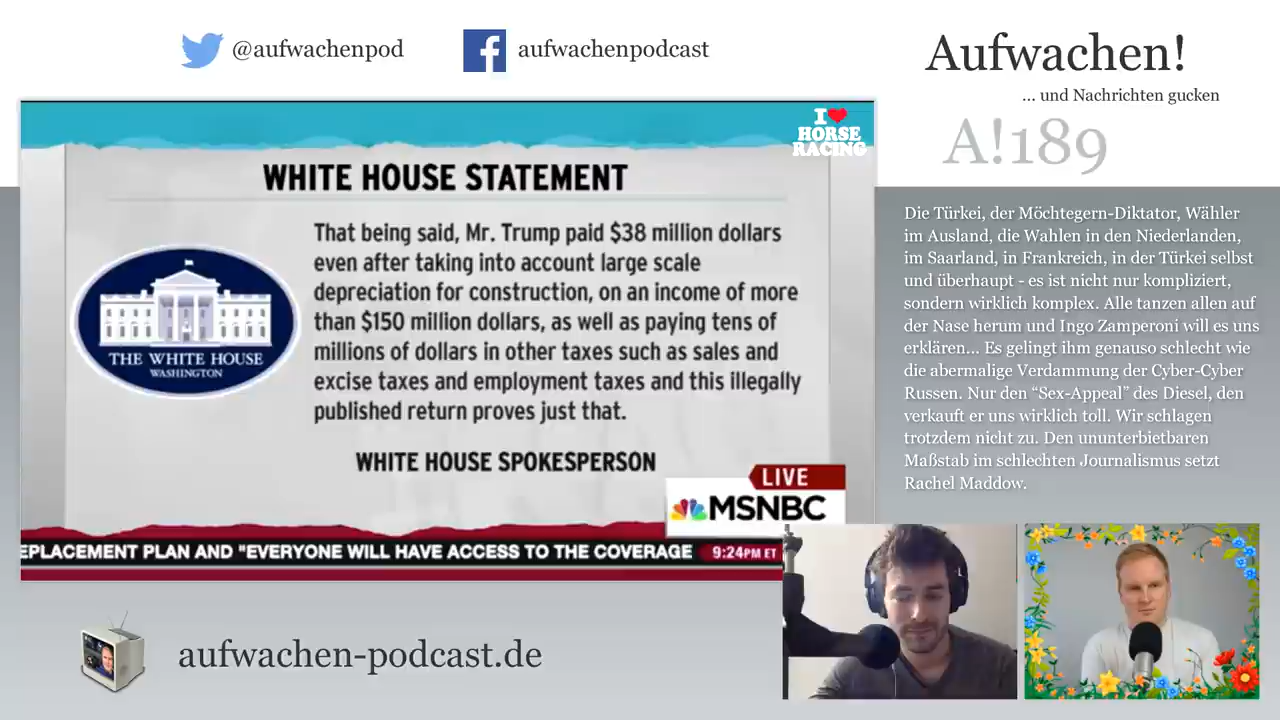 @aufwachenpod
aufwachenpodcast
Aufwachen!
... und Nachrichten gucken
A!189
I
HORSE
RACING
WHITE HOUSE STATEMENT
That being said, Mr. Trump paid $38 million dollars
even after taking into account large scale
depreciation for construction, on an income of more
than $150 million dollars, as well as paying tens of
millions of dollars in other taxes such as sales and
excise taxes and employment taxes and this illegally
published return proves just that.
WHITE HOUSE SPOKESPERSON
THE WHITE HOUSE
WASHINGTON
LIVE
MSNBC
EPLACEMENT PLAN AND "EVERYONE WILL HAVE ACCESS TO THE COVERAGE
9:24PM ET
Die Türkei, der Möchtegern-Diktator, Wähler
im Ausland, die Wahlen in den Niederlanden,
im Saarland, in Frankreich, in der Türkei selbst
und überhaupt - es ist nicht nur kompliziert,
sondern wirklich komplex. Alle tanzen allen auf
der Nase herum und Ingo Zamperoni will es uns
erklären... Es gelingt ihm genauso schlecht wie
die abermalige Verdammung der Cyber-Cyber
Russen. Nur den “Sex-Appeal” des Diesel, den
verkauft er uns wirklich toll. Wir schlagen
trotzdem nicht zu. Den ununterbietbaren
Maßstab im schlechten Journalismus setzt
Rachel Maddow.
aufwachen-podcast.de